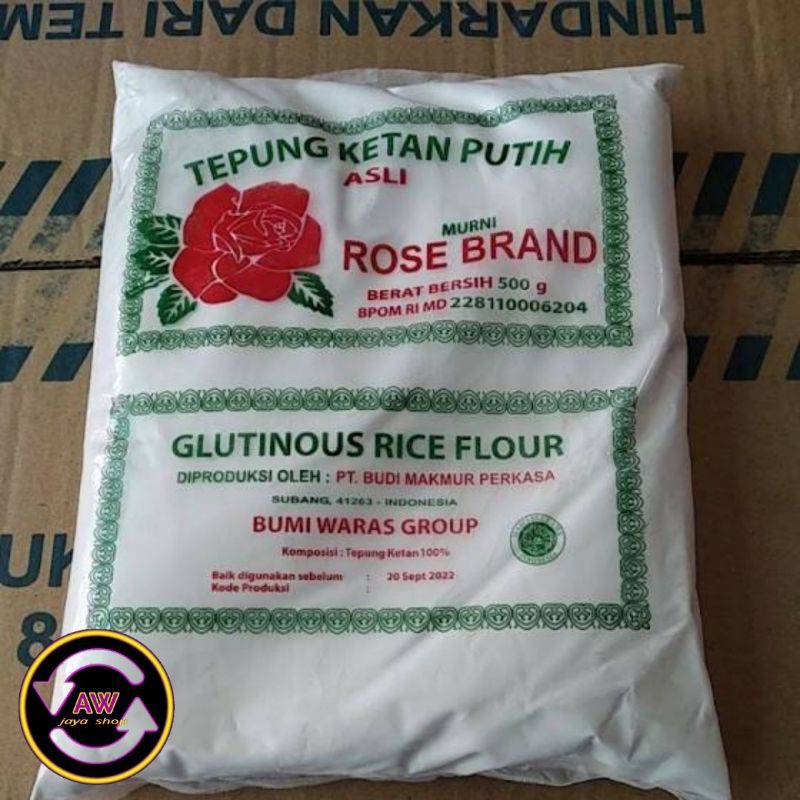 HINDARKAN DARI TEM
TEPUNG KETAN PUTIH
ASLI
MURNI
ROSE BRAND
BERAT BERSIH 500 g
BPOM RI MD 228110006204
GLUTINOUS RICE FLOUR
DIPRODUKSI OLEH : PT. BUDI MAKMUR PERKASA
SUBANG, 41263 - INDONESIA
BUMI WARAS GROUP
Komposisi : Tepung Ketan 100%
Baik digunakan sebelum : 20 Sept 2022
Kode Produksi :
UK
8
AW
jaya shop